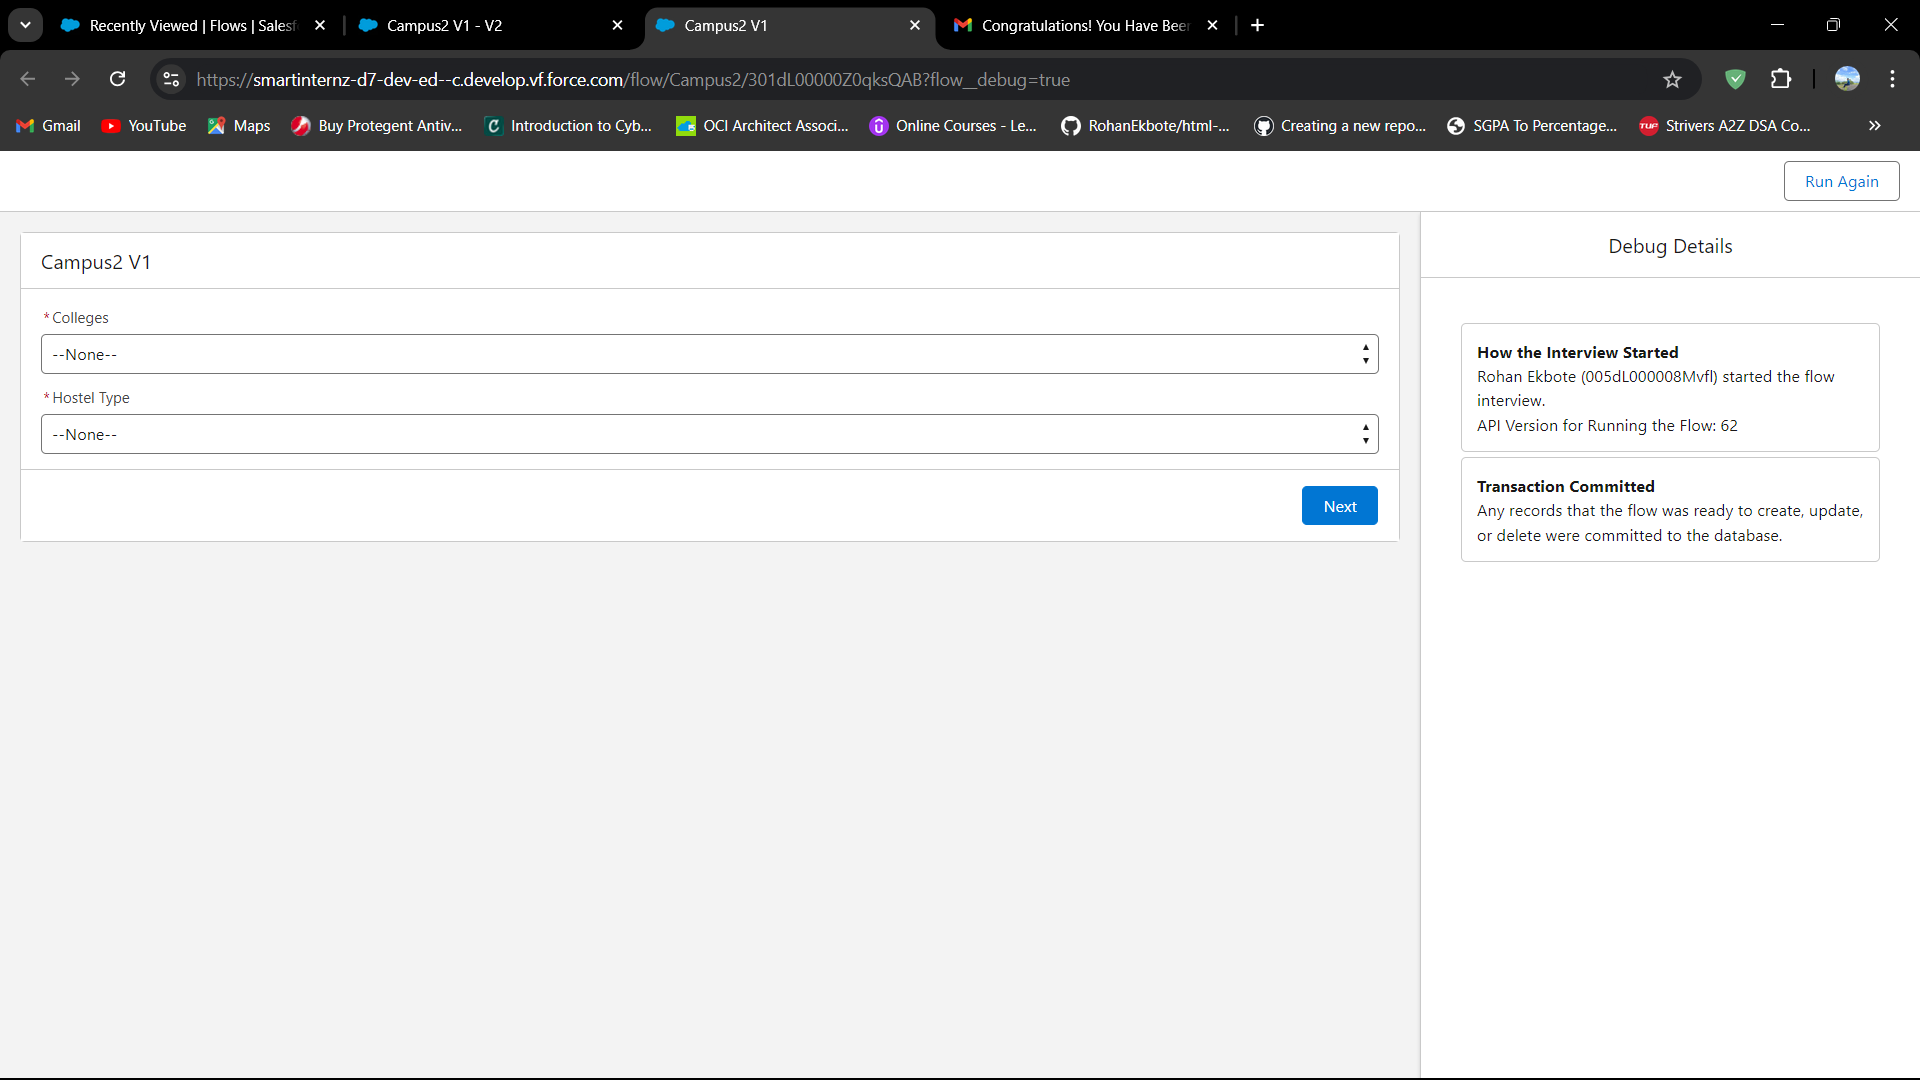 Recently Viewed | Flows | Salesf
Campus2 V1 - V2
Campus2 V1
Congratulations! You Have Beer
https://smartinternz-d7-dev-ed--c.develop.vf.force.com/flow/Campus2/301dL00000Z0qksQAB?flow__debug=true
Gmail
YouTube
Maps
Buy Protegent Antiv...
Introduction to Cyb...
OCI Architect Associ...
Online Courses - Le...
RohanEkbote/html-...
Creating a new repo...
SGPA To Percentage...
TUF
Strivers A2Z DSA Co...
Run Again
Campus2 V1
*Colleges
--None--
*Hostel Type
--None--
Next
Debug Details
How the Interview Started
Rohan Ekbote (005dL000008Mvfl) started the flow
interview.
API Version for Running the Flow: 62
Transaction Committed
Any records that the flow was ready to create, update,
or delete were committed to the database.